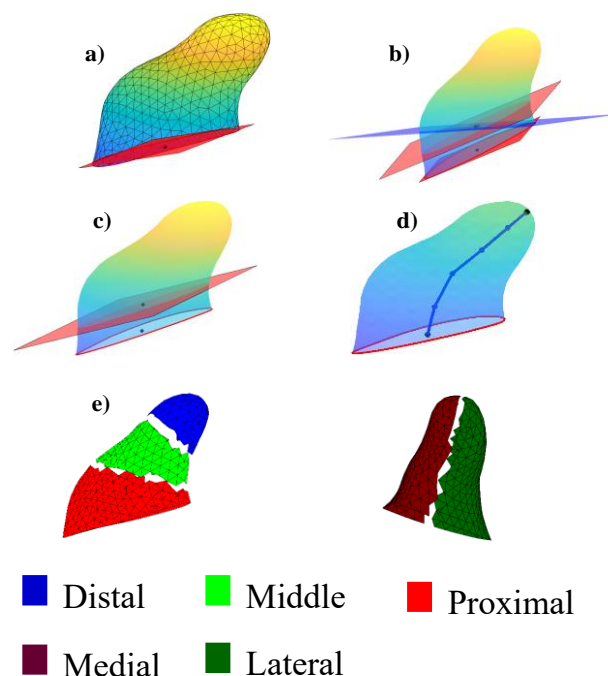 a)
b)
c)
d)
e)
Distal
Middle
Proximal
Medial
Lateral